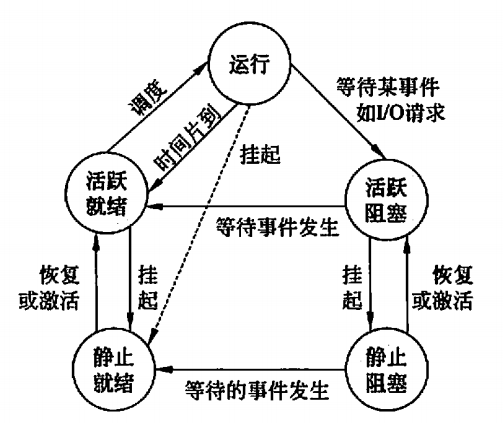 运行
等待某事件
如I/O请求
调度
时间片到
挂起
活跃
就绪
活跃
阻塞
等待事件发生
恢复
或激活
挂
起
挂
起
恢复
或激活
静止
就绪
静止
阻塞
等待的事件发生